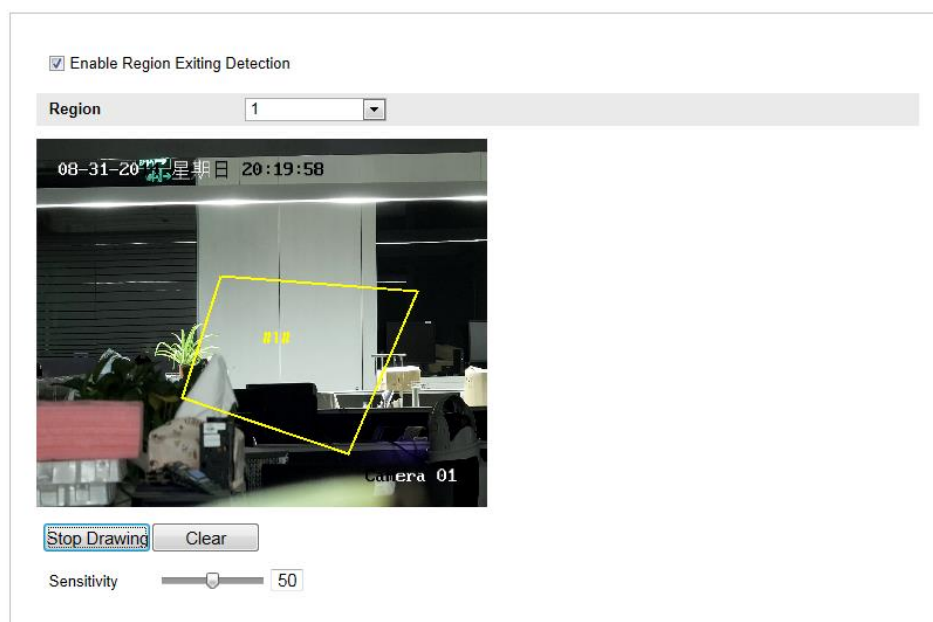 Enable Region Exiting Detection
Region 1
08-31-20 星期日 20:19:58
#1#
Camera 01
Stop Drawing Clear
Sensitivity 50